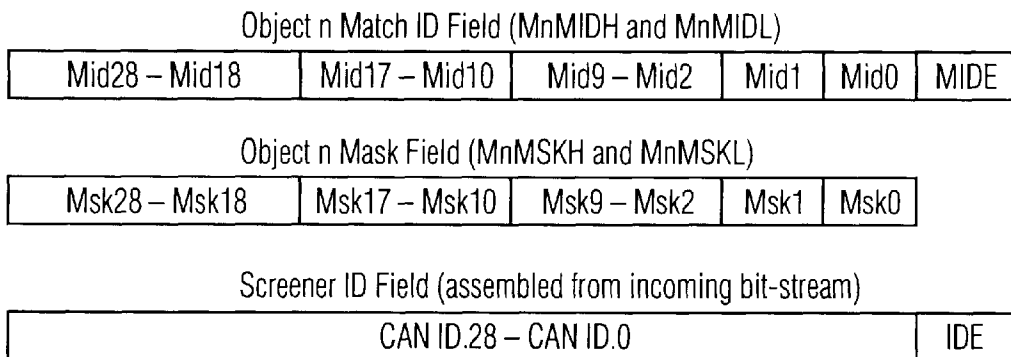 Object n Match ID Field (MnMIDH and MnMIDL)
Mid28 – Mid18 Mid17 – Mid10 Mid9 – Mid2 Mid1 Mid0 MIDE
Object n Mask Field (MnMSKH and MnMSKL)
Msk28 – Msk18 Msk17 – Msk10 Msk9 – Msk2 Msk1 Msk0
Screener ID Field (assembled from incoming bit-stream)
CAN ID.28 – CAN ID.0 IDE